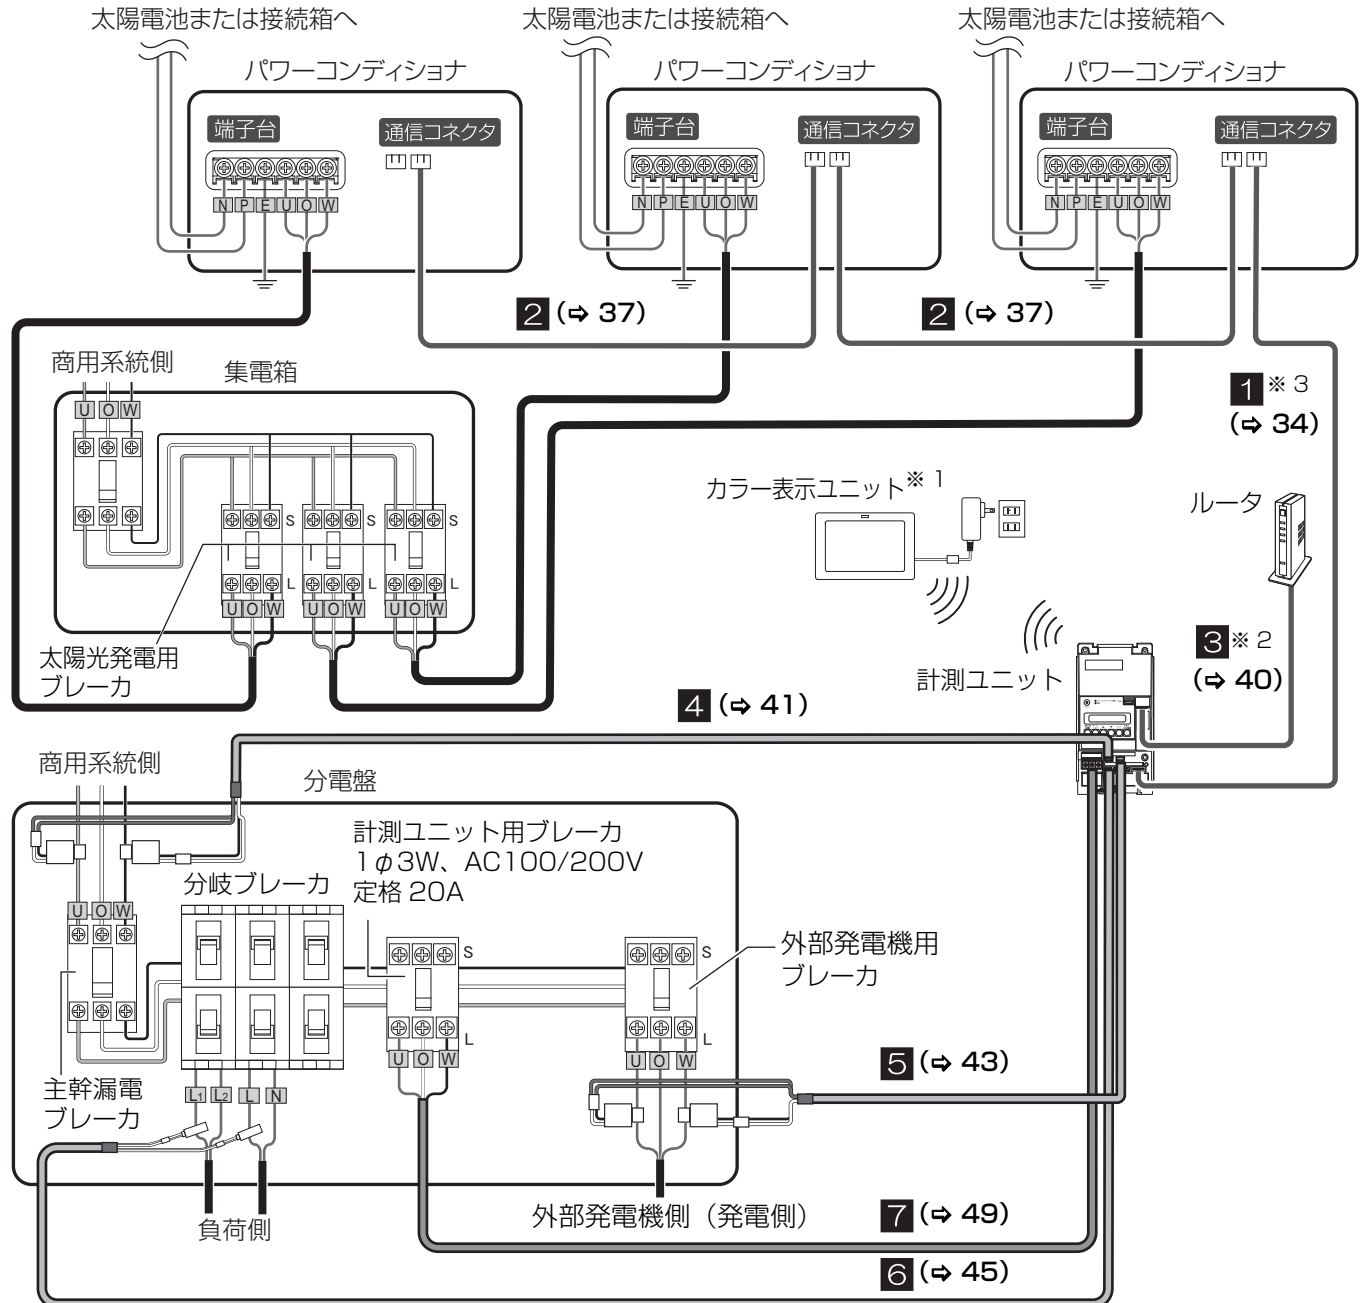 太陽電池または接続箱へ
太陽電池または接続箱へ
太陽電池または接続箱へ
パワーコンディショナ
パワーコンディショナ
パワーコンディショナ
端子台
通信コネクタ
端子台
通信コネクタ
端子台
通信コネクタ
N P E U O W
N P E U O W
N P E U O W
2 (⇨ 37)
2 (⇨ 37)
商用系統側
集電箱
1 ※3
(⇨ 34)
U O W
カラー表示ユニット※1
ルータ
S
S
S
L
L
L
U O W
U O W
U O W
太陽光発電用
ブレーカ
3 ※2
(⇨ 40)
計測ユニット
4 (⇨ 41)
商用系統側
分電盤
計測ユニット用ブレーカ
1φ3W、AC100/200V
定格 20A
分岐ブレーカ
U O W
S
S
外部発電機用
ブレーカ
L
L
U O W
U O W
5 (⇨ 43)
主幹漏電
ブレーカ
L1 L2 L N
負荷側
外部発電機側（発電側）
7 (⇨ 49)
6 (⇨ 45)